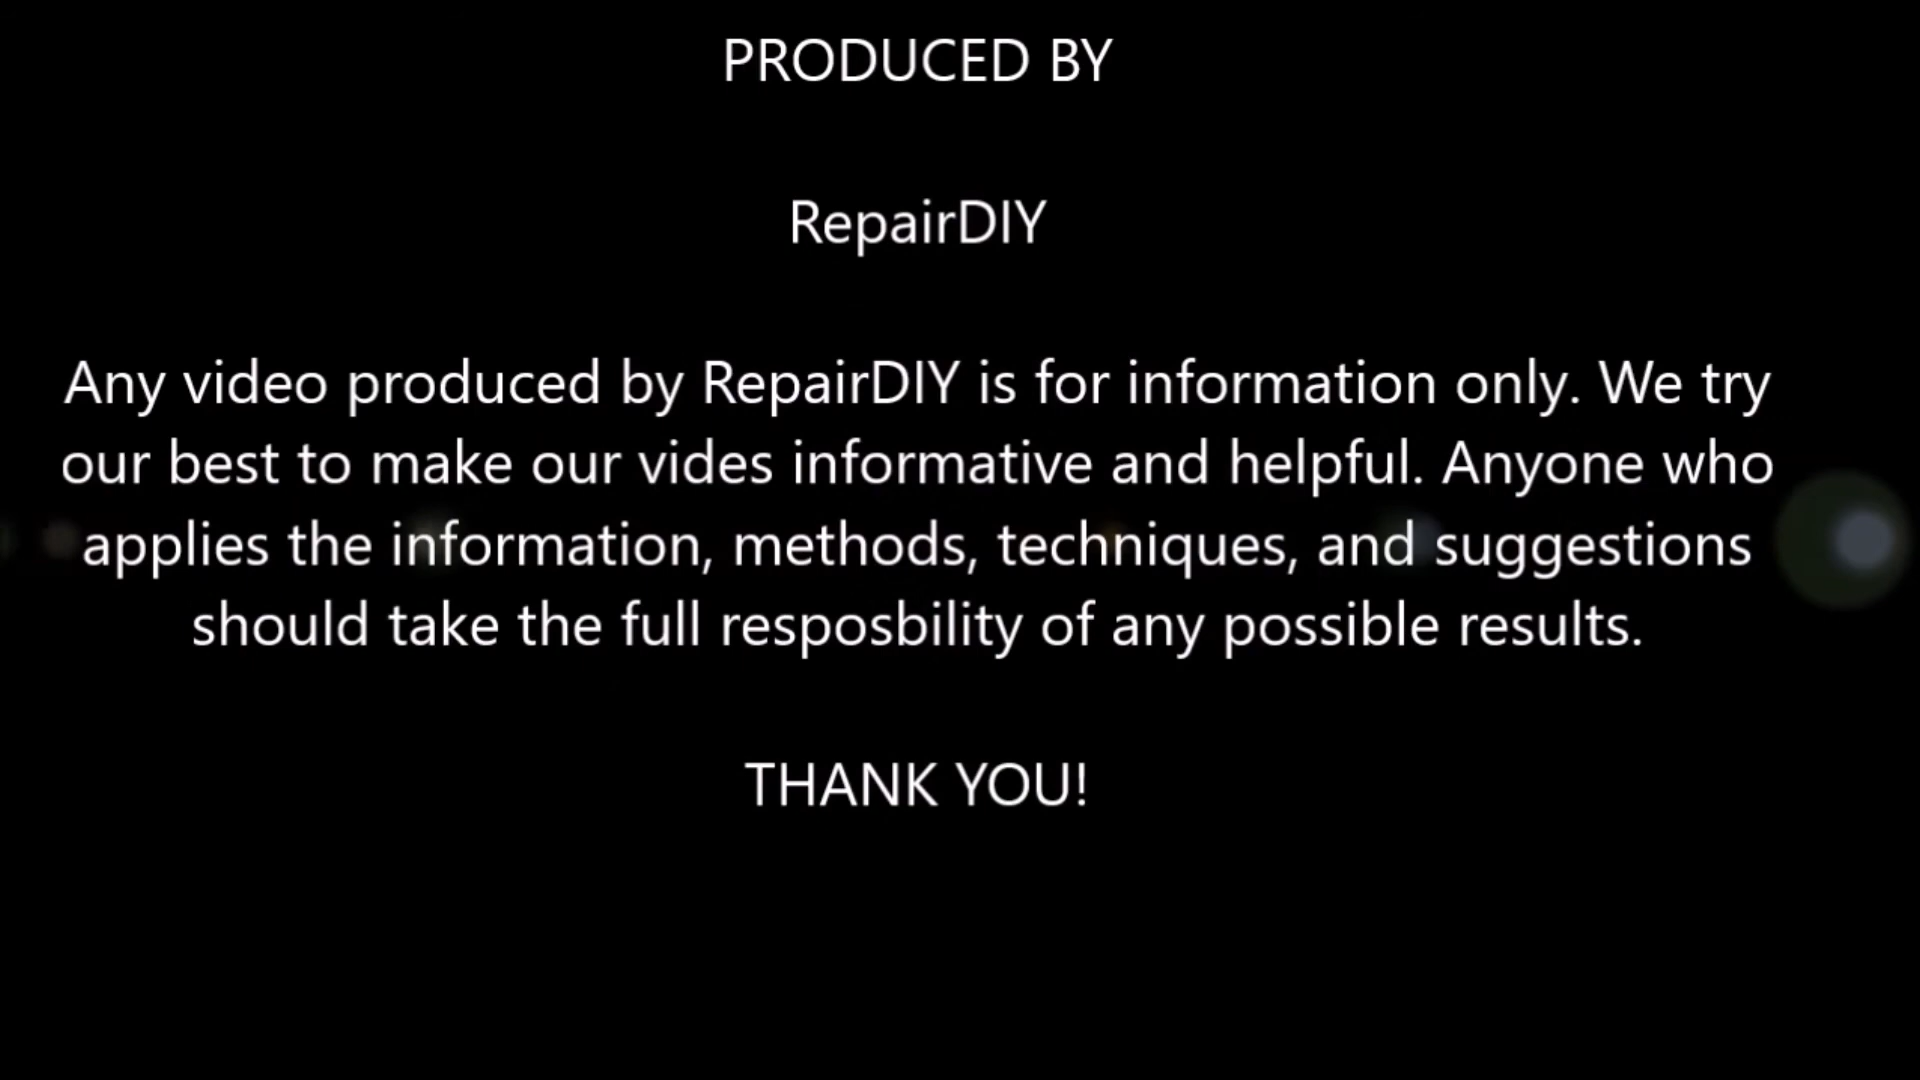 PRODUCED BY
RepairDIY
Any video produced by RepairDIY is for information only. We try
our best to make our vides informative and helpful. Anyone who
applies the information, methods, techniques, and suggestions
should take the full resposbility of any possible results.
THANK YOU!